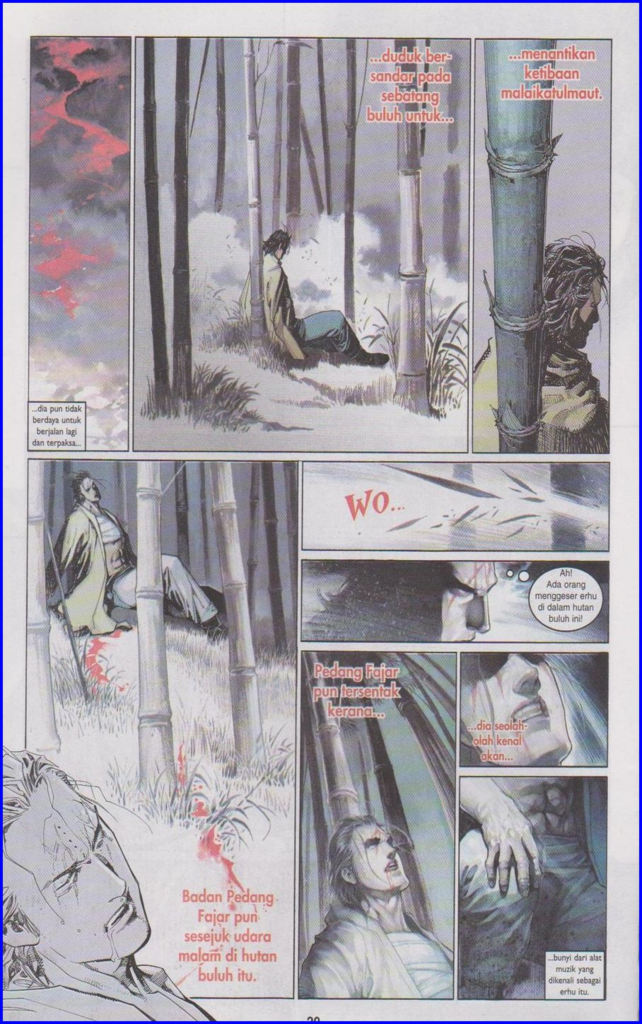 ...dia pun tidak
berdaya untuk
berjalan lagi
dan terpaksa...
...duduk ber-
sandar pada
sebatang
buluh untuk...
...menantikan
ketibaan
malaikatulmaut.
Badan Pedang
Fajar pun
sesejuk udara
malam di hutan
buluh itu.
WO...
Ah!
Ada orang
menggeser erhu
di dalam hutan
buluh ini!
Pedang Fajar
pun tersentak
kerana...
...dia seolah-
olah kenal
akan...
...bunyi dari alat
muzik yang
dikenali sebagai
erhu itu.